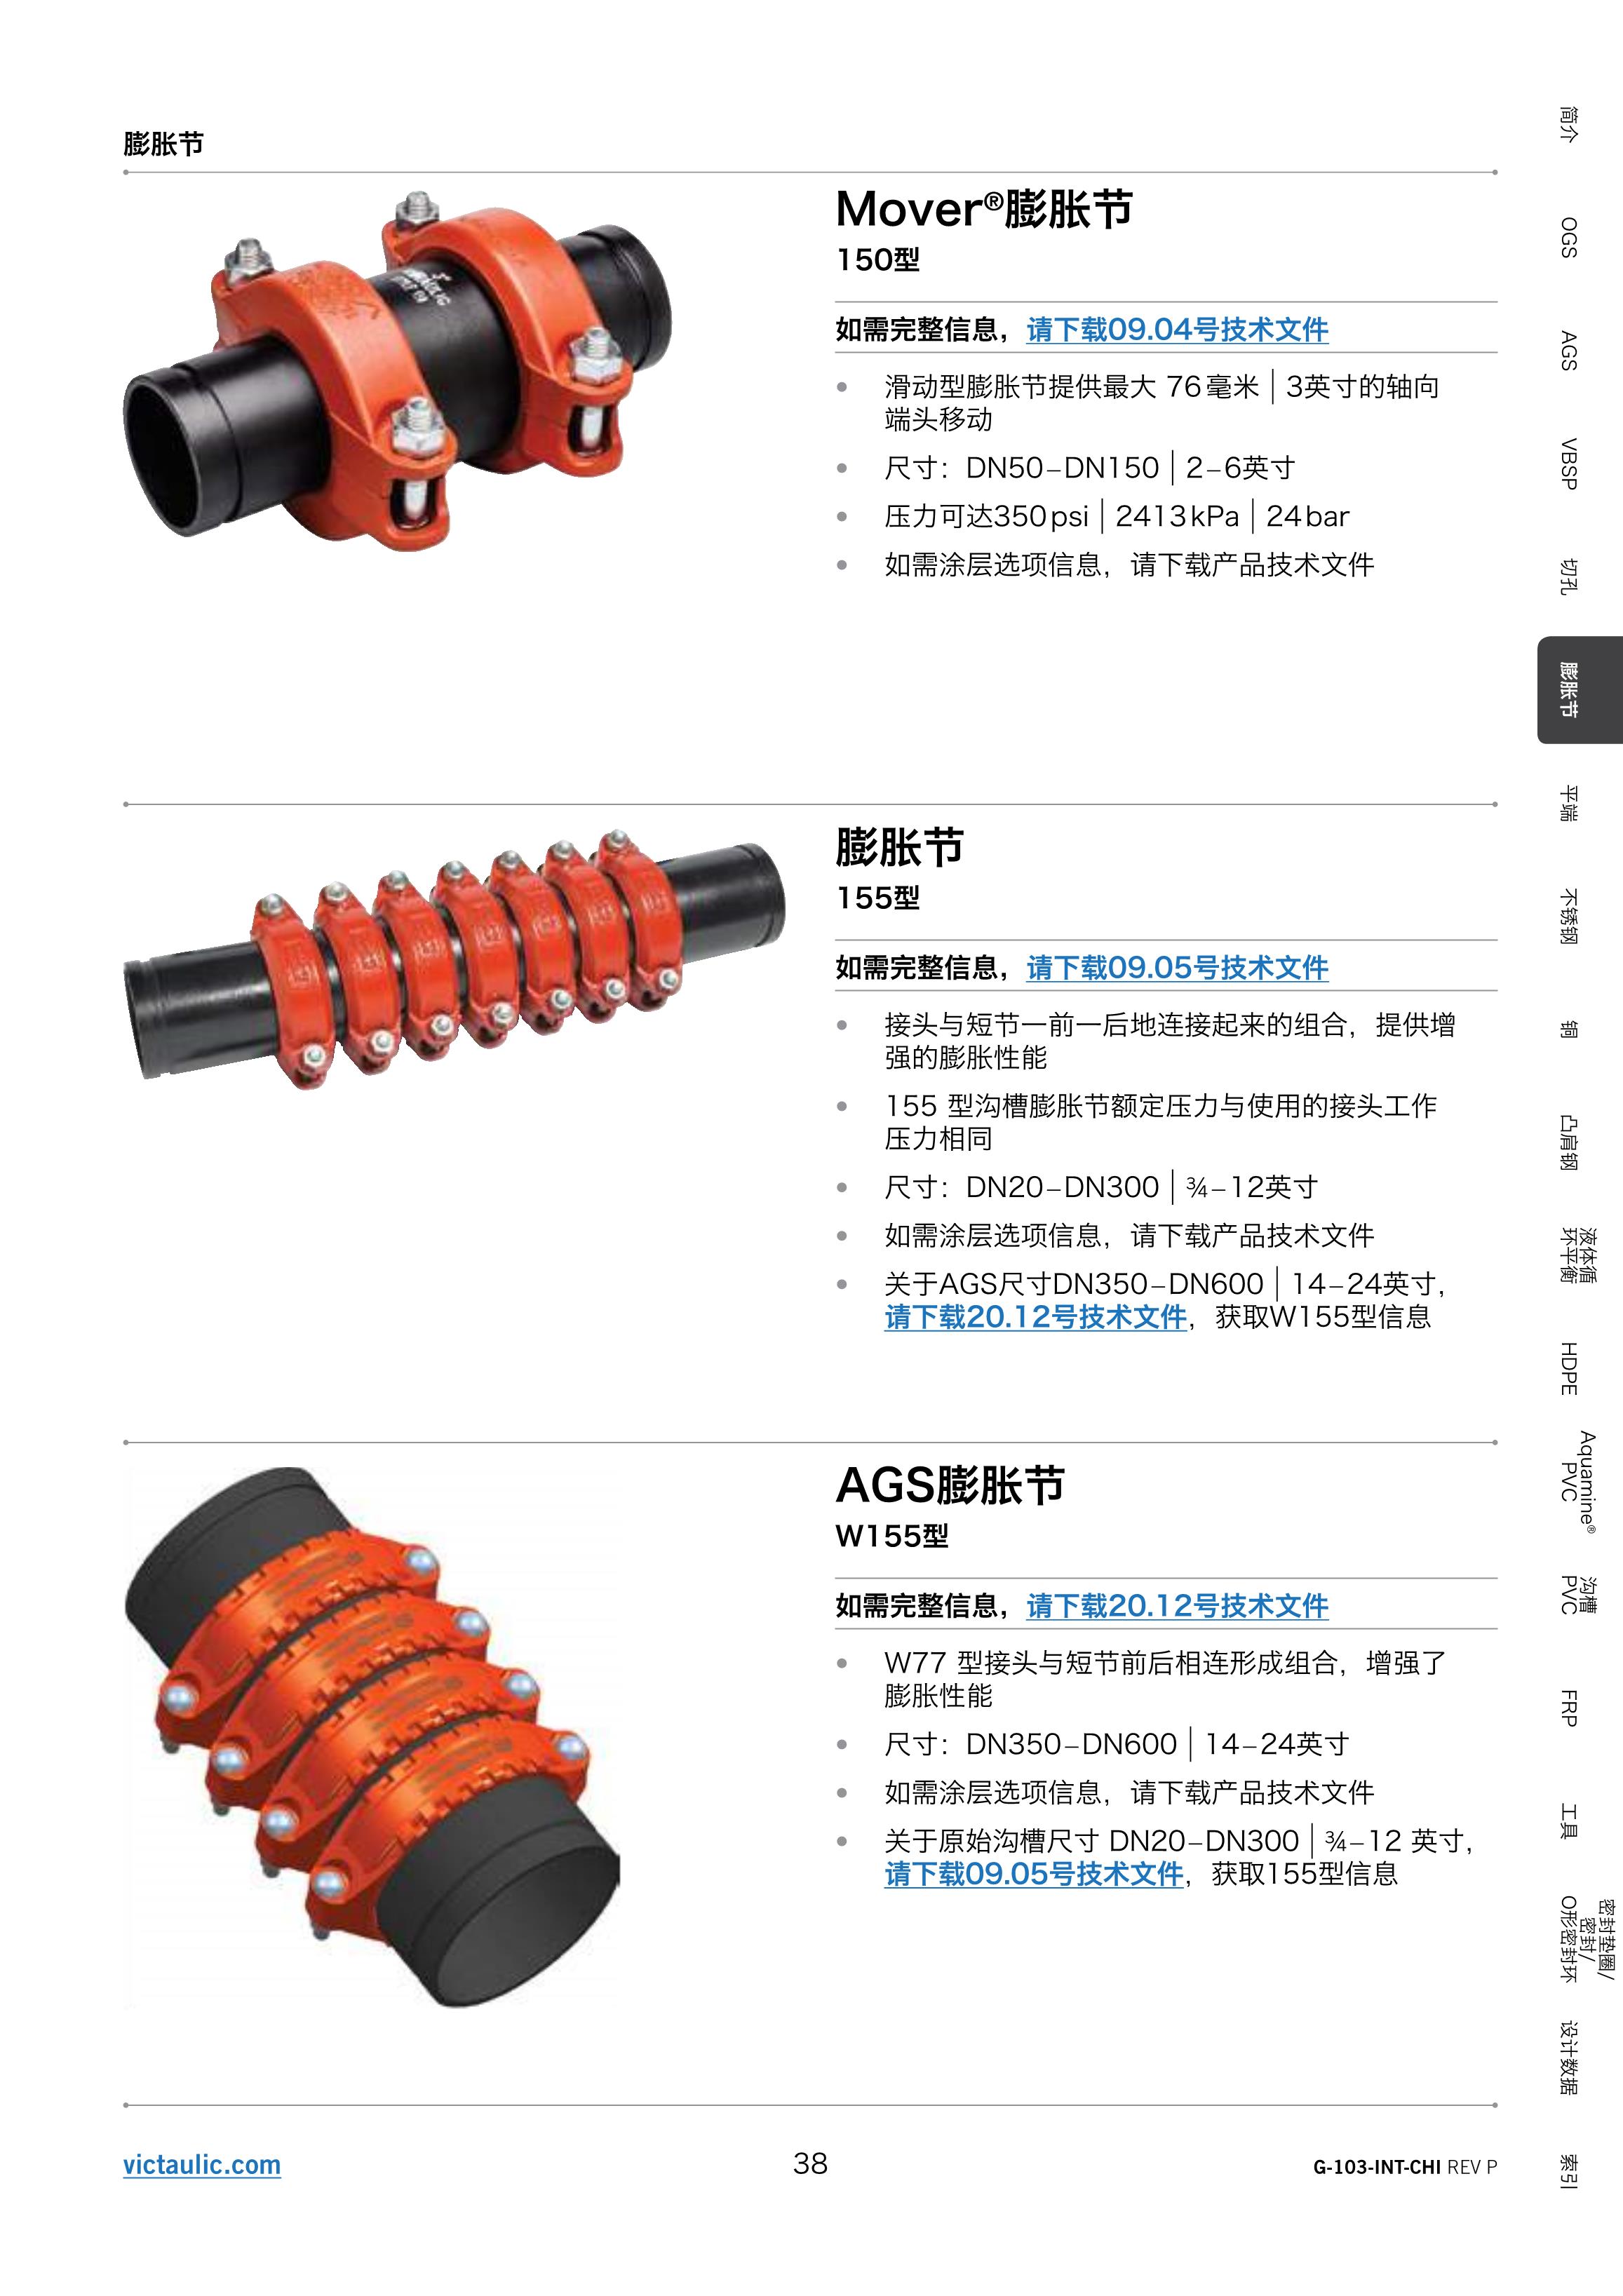 膨胀节
Mover®膨胀节
150型
如需完整信息，请下载09.04号技术文件
• 滑动型膨胀节提供最大 76毫米 | 3英寸的轴向
端头移动
• 尺寸：DN50–DN150 | 2–6英寸
• 压力可达350psi | 2413kPa | 24bar
• 如需涂层选项信息，请下载产品技术文件
膨胀节
155型
如需完整信息，请下载09.05号技术文件
• 接头与短节一前一后地连接起来的组合，提供增
强的膨胀性能
• 155 型沟槽膨胀节额定压力与使用的接头工作
压力相同
• 尺寸：DN20–DN300 | ¾–12英寸
• 如需涂层选项信息，请下载产品技术文件
• 关于AGS尺寸DN350–DN600 | 14–24英寸，
请下载20.12号技术文件，获取W155型信息
AGS膨胀节
W155型
如需完整信息，请下载20.12号技术文件
• W77 型接头与短节前后相连形成组合，增强了
膨胀性能
• 尺寸：DN350–DN600 | 14–24英寸
• 如需涂层选项信息，请下载产品技术文件
• 关于原始沟槽尺寸 DN20–DN300 | ¾–12 英寸，
请下载09.05号技术文件，获取155型信息
victaulic.com
38
G-103-INT-CHI REV P
简介
OGS
AGS
VBSP
切孔
膨胀节
平端
不锈钢
铜
凸肩钢
液体循
环平衡
HDPE
Aquamine®
PVC
沟槽
PVC
FRP
工具
密封垫圈/
密封/
O形密封环
设计数据
索引